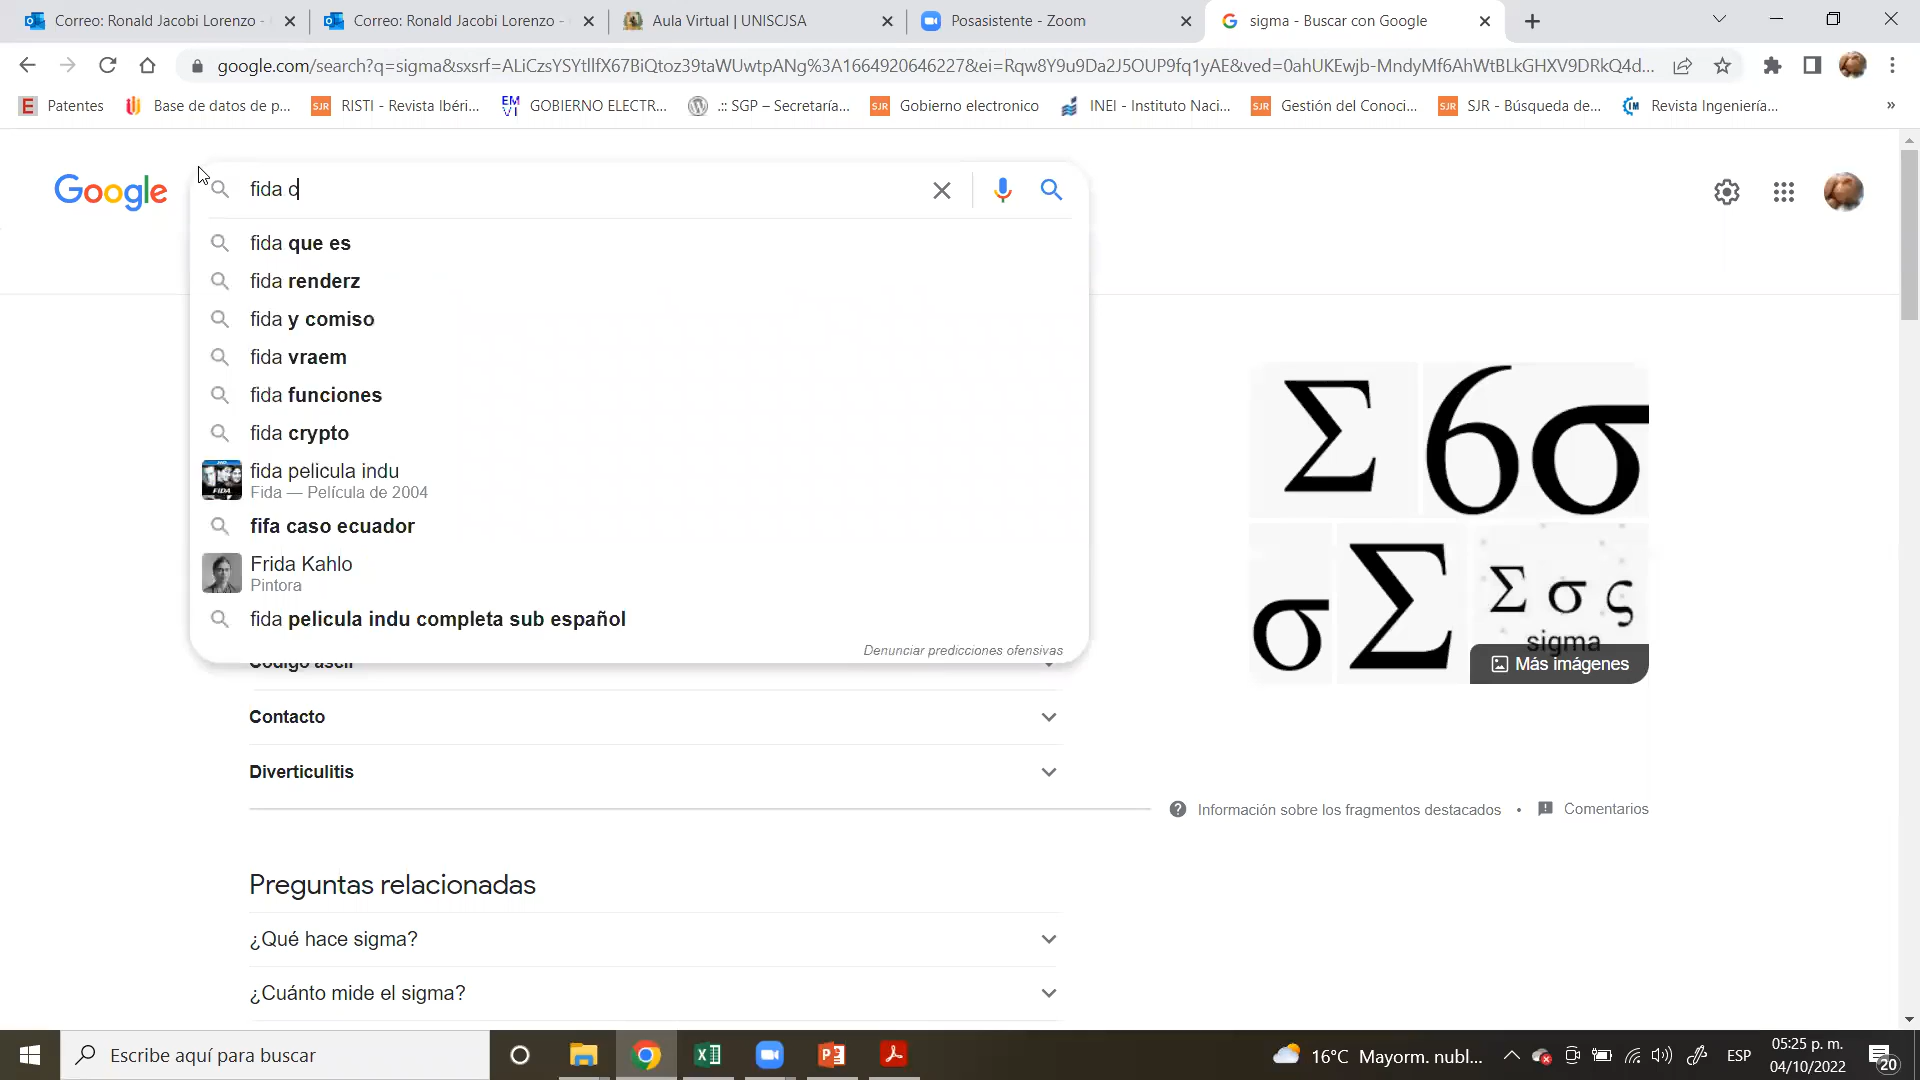 Correo: Ronald Jacobi Lorenzo -
Correo: Ronald Jacobi Lorenzo -
Aula Virtual | UNISCJSA
Posasistente - Zoom
sigma - Buscar con Google
google.com/search?q=sigma&sxsrf=ALiCzsYSYtllfX67BiQtoz39taWUwtpANg%3A1664920646227&ei=Rqw8Y9u9Da2J5OUP9fq1yAE&ved=0ahUKEwjb-MndyMf6AhWtBLkGHXV9DRkQ4d...
Patentes
Base de datos de p...
RISTI - Revista Ibéri...
GOBIERNO ELECTR...
.:: SGP – Secretaría...
Gobierno electronico
INEI - Instituto Naci...
Gestión del Conoci...
SJR - Búsqueda de...
Revista Ingeniería...
Google
fida c
fida que es
fida renderz
fida y comiso
fida vraem
fida funciones
fida crypto
fida pelicula indu
Fida — Película de 2004
fifa caso ecuador
Frida Kahlo
Pintora
fida pelicula indu completa sub español
Denunciar predicciones ofensivas
Código ascii
Contacto
Diverticulitis
Σ
6σ
σ
Σ
Σ σ ς
sigma
Más imágenes
Información sobre los fragmentos destacados • Comentarios
Preguntas relacionadas
¿Qué hace sigma?
¿Cuánto mide el sigma?
Escribe aquí para buscar
16°C Mayorm. nubl...
ESP
05:25 p. m.
04/10/2022
20